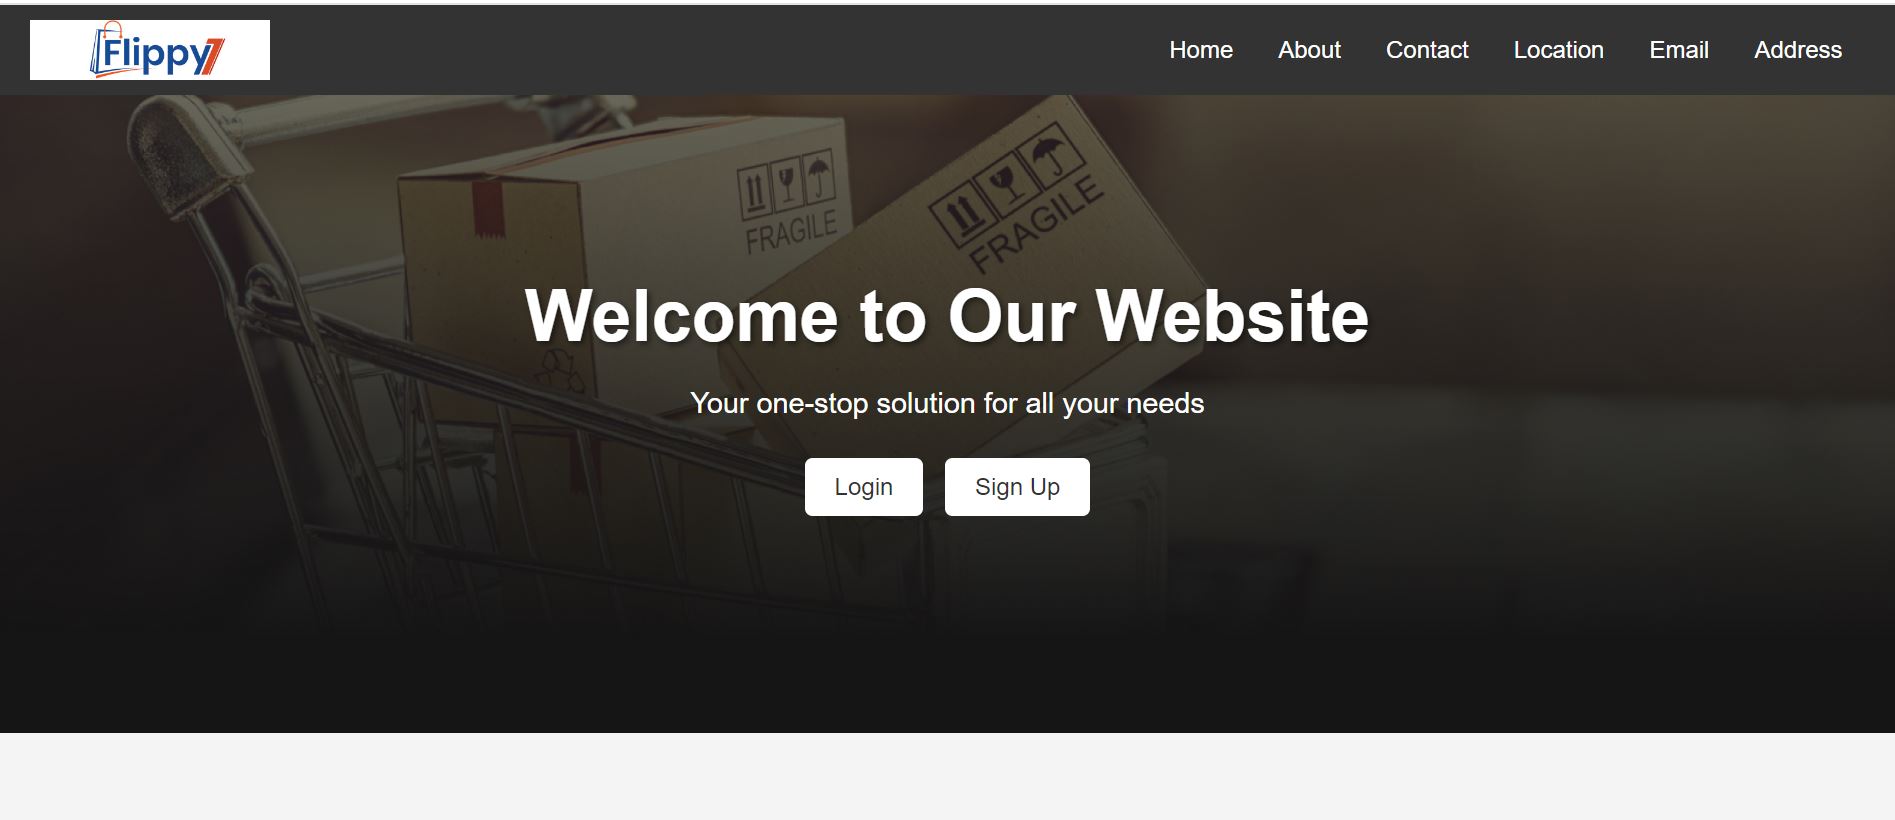 Flippy7
Home About Contact Location Email Address
FRAGILE
FRAGILE
Welcome to Our Website
Your one-stop solution for all your needs
Login Sign Up